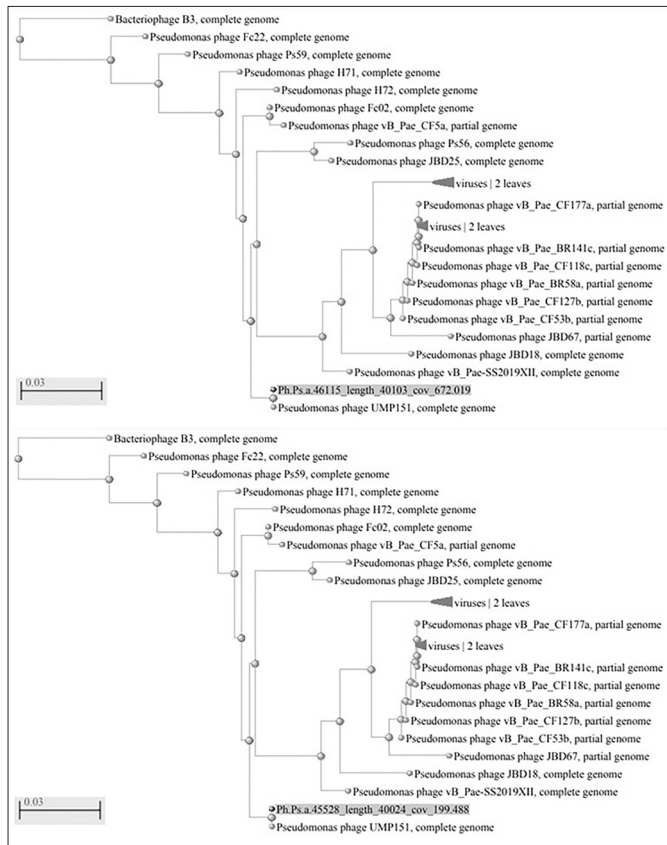 Bacteriophage B3, complete genome
Pseudomonas phage Fc22, complete genome
Pseudomonas phage Ps59, complete genome
Pseudomonas phage H71, complete genome
Pseudomonas phage H72, complete genome
Pseudomonas phage Fc02, complete genome
Pseudomonas phage vB_Pae_CF5a, partial genome
Pseudomonas phage Ps56, complete genome
Pseudomonas phage JBD25, complete genome
viruses | 2 leaves
Pseudomonas phage vB_Pae_CF177a, partial genome
viruses | 2 leaves
Pseudomonas phage vB_Pae_BR141c, partial genome
Pseudomonas phage vB_Pae_CF118c, partial genome
Pseudomonas phage vB_Pae_BR58a, partial genome
Pseudomonas phage vB_Pae_CF127b, partial genome
Pseudomonas phage vB_Pae_CF53b, partial genome
Pseudomonas phage JBD67, partial genome
Pseudomonas phage JBD18, complete genome
Pseudomonas phage vB_Pae-SS2019XII, complete genome
0.03
Ph.Ps.a.46115_length_40103_cov_672.019
Pseudomonas phage UMP151, complete genome
Bacteriophage B3, complete genome
Pseudomonas phage Fc22, complete genome
Pseudomonas phage Ps59, complete genome
Pseudomonas phage H71, complete genome
Pseudomonas phage H72, complete genome
Pseudomonas phage Fc02, complete genome
Pseudomonas phage vB_Pae_CF5a, partial genome
Pseudomonas phage Ps56, complete genome
Pseudomonas phage JBD25, complete genome
viruses | 2 leaves
Pseudomonas phage vB_Pae_CF177a, partial genome
viruses | 2 leaves
Pseudomonas phage vB_Pae_BR141c, partial genome
Pseudomonas phage vB_Pae_CF118c, partial genome
Pseudomonas phage vB_Pae_BR58a, partial genome
Pseudomonas phage vB_Pae_CF127b, partial genome
Pseudomonas phage vB_Pae_CF53b, partial genome
Pseudomonas phage JBD67, partial genome
Pseudomonas phage JBD18, complete genome
Pseudomonas phage vB_Pae-SS2019XII, complete genome
0.03
Ph.Ps.a.45528_length_40024_cov_199.488
Pseudomonas phage UMP151, complete genome